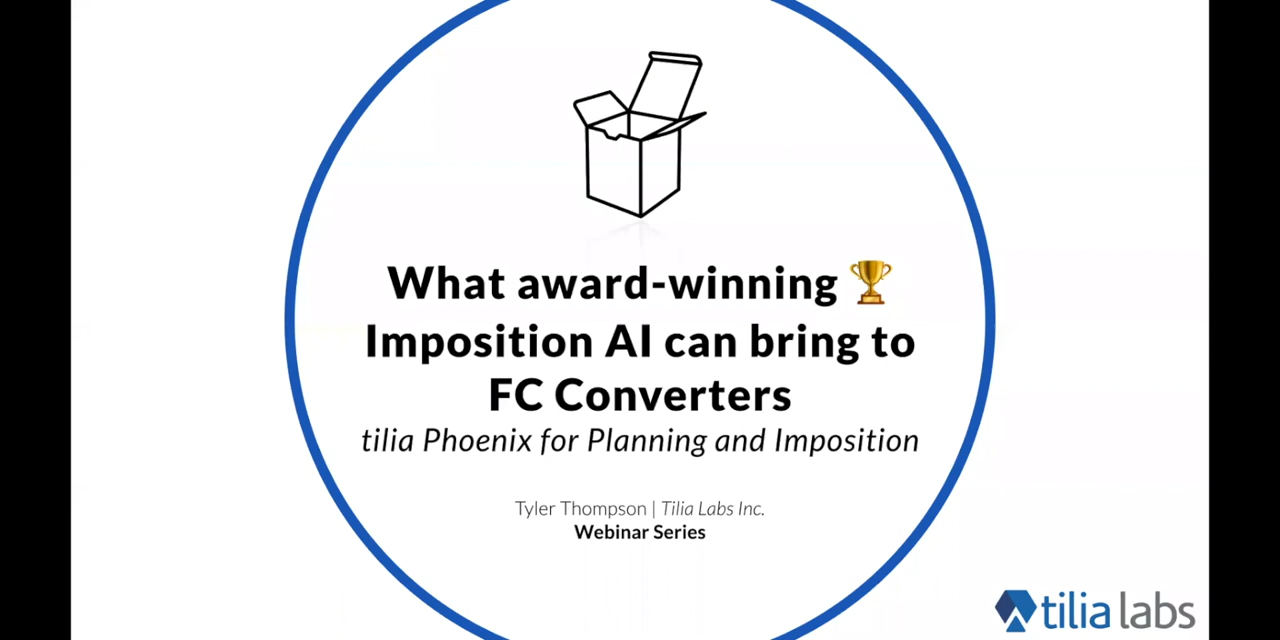 What award-winning 🏆
Imposition AI can bring to
FC Converters
tilia Phoenix for Planning and Imposition
Tyler Thompson | Tilia Labs Inc.
Webinar Series
tilia labs